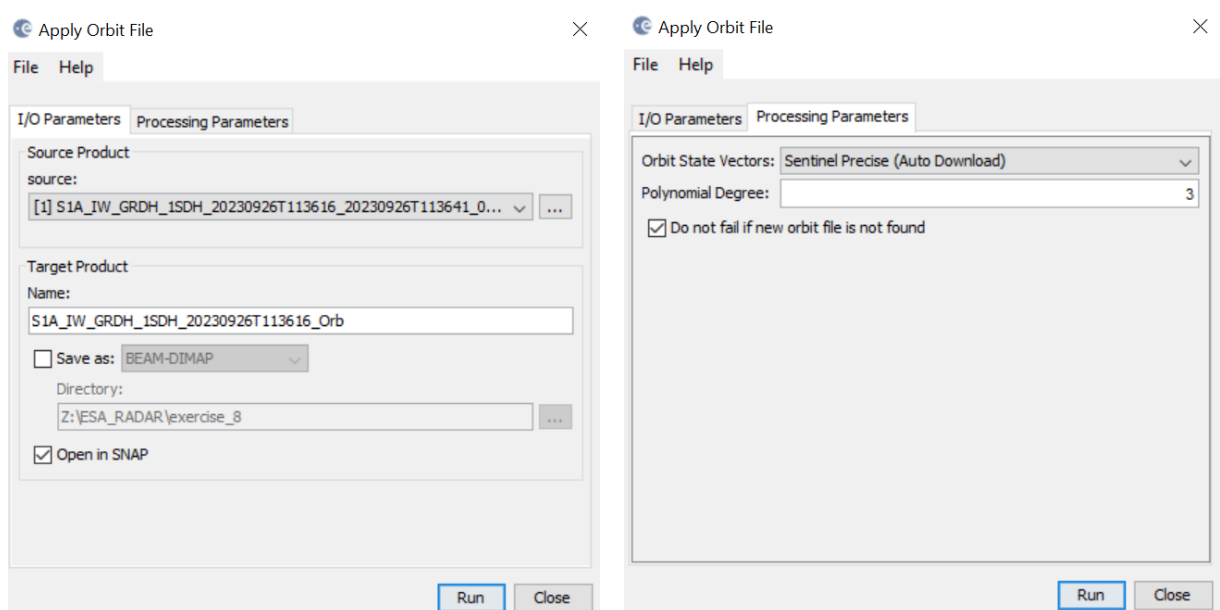 Apply Orbit File
File Help
I/O Parameters Processing Parameters
Source Product
source:
[1] S1A_IW_GRDH_1SDH_20230926T113616_20230926T113641_0... ...
Target Product
Name:
S1A_IW_GRDH_1SDH_20230926T113616_Orb
Save as: BEAM-DIMAP
Directory:
Z:\ESA_RADAR\exercise_8 ...
Open in SNAP
Run Close
Apply Orbit File
File Help
I/O Parameters Processing Parameters
Orbit State Vectors: Sentinel Precise (Auto Download)
Polynomial Degree: 3
Do not fail if new orbit file is not found
Run Close